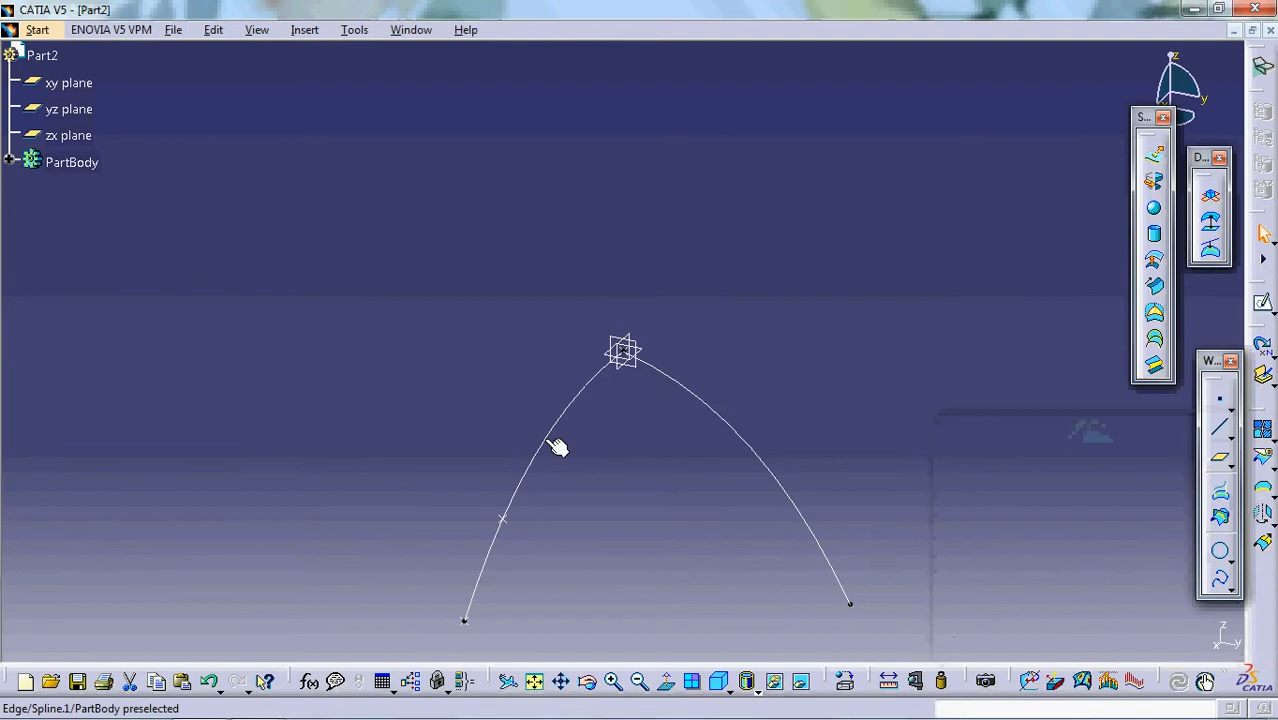 CATIA V5 - [Part2]
Start ENOVIA V5 VPM File Edit View Insert Tools Window Help
Part2
xy plane
yz plane
zx plane
PartBody
z
y
S...
D...
W...
z
x y
Edge/Spline.1/PartBody preselected